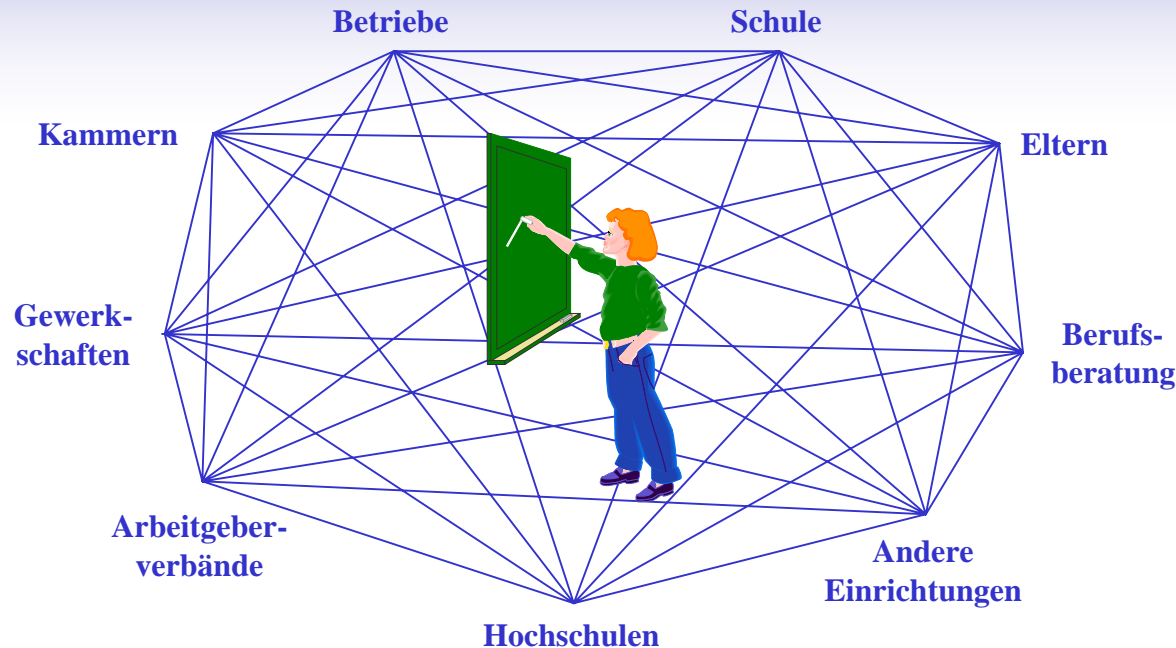 Betriebe
Schule
Kammern
Eltern
Gewerk-
schaften
Berufs-
beratung
Arbeitgeber-
verbände
Andere
Einrichtungen
Hochschulen